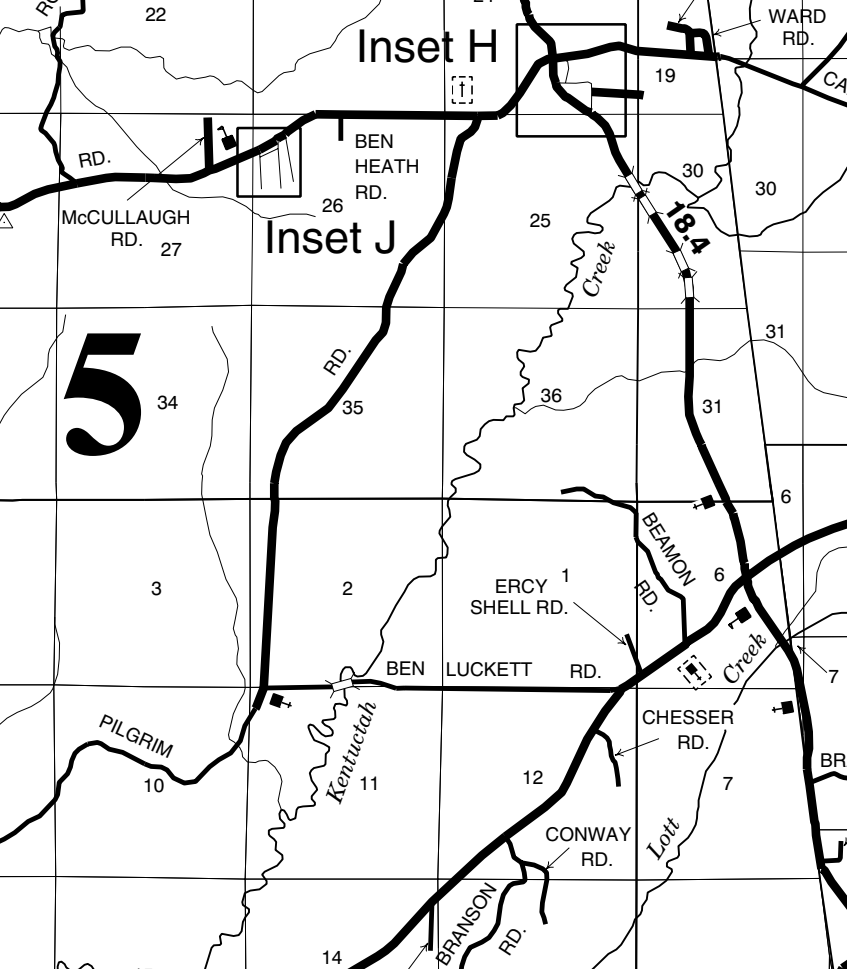 22
WARD
RD.
Inset H
19
CA
RD.
BEN
HEATH
RD.
30
30
McCULLAUGH
RD.
26
25
18.4
27
Inset J
Creek
31
5
34
RD.
35
36
31
6
BEAMON
RD.
3
2
1
6
ERCY
SHELL RD.
BEN LUCKETT RD.
Creek
7
PILGRIM
CHESSER
RD.
Kentuctah
BR
10
11
12
7
CONWAY
RD.
Lott
BRANSON
RD.
14